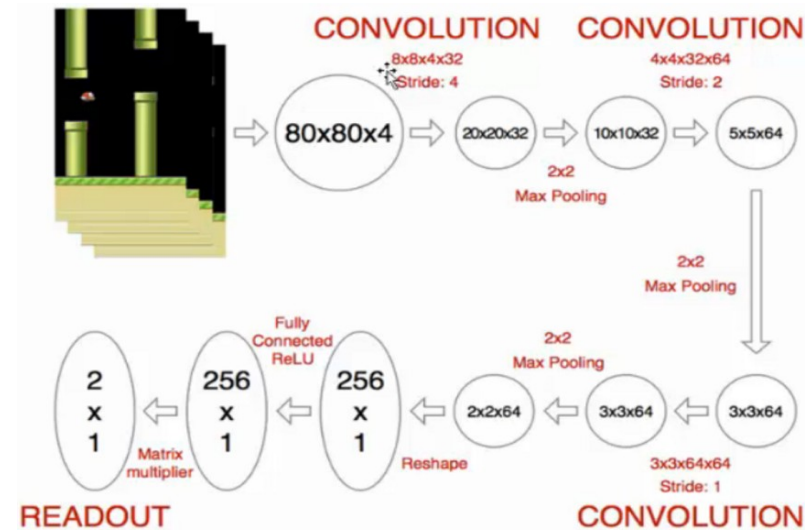 CONVOLUTION
8x8x4x32
Stride: 4
CONVOLUTION
4x4x32x64
Stride: 2
80x80x4
20x20x32
10x10x32
5x5x64
2x2
Max Pooling
2x2
Max Pooling
2x2
Max Pooling
3x3x64
3x3x64
2x2x64
3x3x64x64
Stride: 1
CONVOLUTION
Reshape
256
x
1
Fully
Connected
ReLU
256
x
1
Matrix
multiplier
2
x
1
READOUT